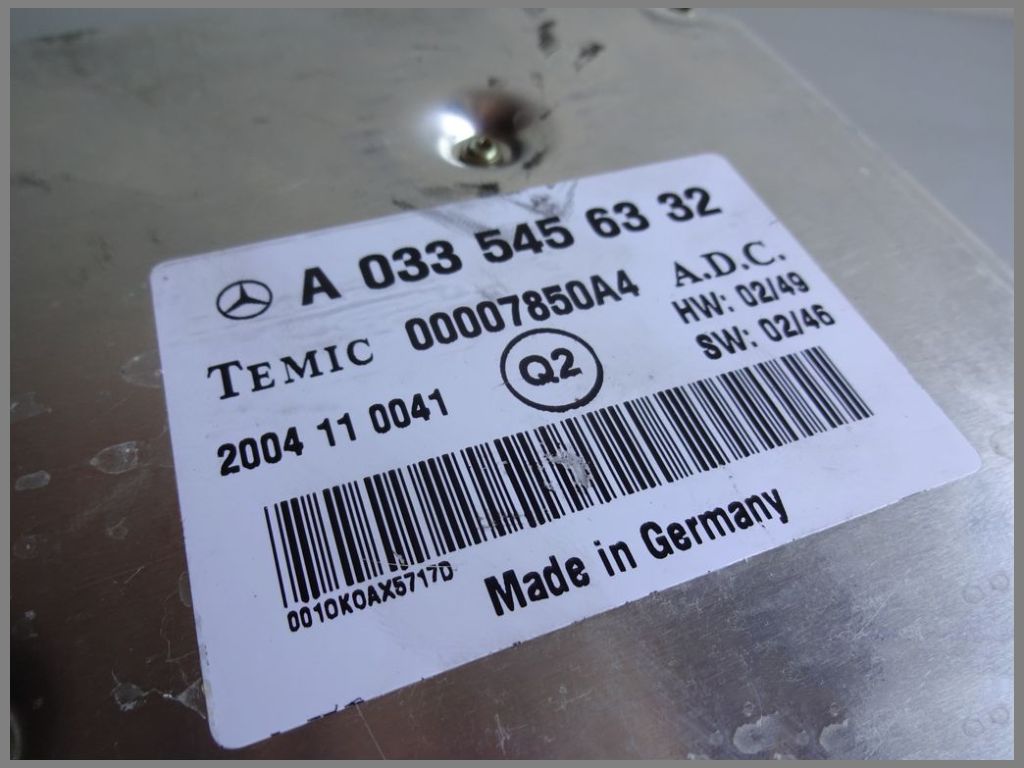 A 033 545 63 32
TEMIC 00007850A4 A.D.C.
HW: 02/49
2004 11 0041 Q2 SW: 02/46
0010K0AX5717D
Made in Germany